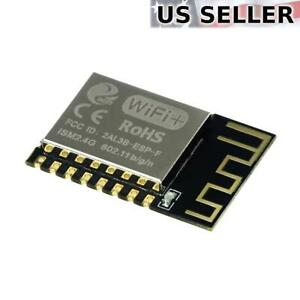 US SELLER
WiFi+
RoHS
FCC ID: 2AL3B-ESP-F
ISM2.4G 802.11b/g/n